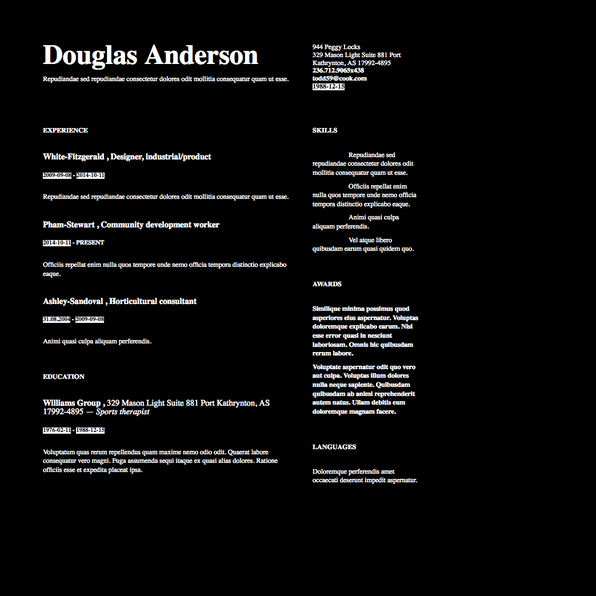 Douglas Anderson
Repudiandae sed repudiandae consectetur dolores odit mollitia consequatur quam ut esse.
944 Peggy Locks
329 Mason Light Suite 881 Port
Kathrynton, AS 17992-4895
236.712.9065x438
todd59@cook.com
1988-12-15
EXPERIENCE
White-Fitzgerald , Designer, industrial/product
2009-09-08 - 2014-10-11
Repudiandae sed repudiandae consectetur dolores odit mollitia consequatur quam ut esse.
Pham-Stewart , Community development worker
2014-10-11 - PRESENT
Officiis repellat enim nulla quos tempore unde nemo officia tempora distinctio explicabo
eaque.
Ashley-Sandoval , Horticultural consultant
31.08.2004 - 2009-09-08
Animi quasi culpa aliquam perferendis.
EDUCATION
Williams Group , 329 Mason Light Suite 881 Port Kathrynton, AS
17992-4895 — Sports therapist
1976-02-11 - 1988-12-15
Voluptatum quas rerum repellendus quam maxime nemo odio odit. Quaerat labore
consequatur vero magni. Fuga assumenda sequi itaque ex quasi alias dolores. Ratione
officiis esse et expedita placeat ipsa.
SKILLS
Repudiandae sed
repudiandae consectetur dolores odit
mollitia consequatur quam ut esse.
Officiis repellat enim
nulla quos tempore unde nemo officia
tempora distinctio explicabo eaque.
Animi quasi culpa
aliquam perferendis.
Vel atque libero
quibusdam earum quasi quidem quo.
AWARDS
Similique minima possimus quod
asperiores eius aspernatur. Voluptas
doloremque explicabo earum. Nisi
esse error quasi in nesciunt
laboriosam. Omnis hic quibusdam
rerum labore.
Voluptate aspernatur odit quo vero
aut culpa. Voluptas illum dolores
nulla neque sapiente. Quibusdam
quibusdam ab animi reprehenderit
autem natus. Ullam debitis eum
doloremque magnam facere.
LANGUAGES
Doloremque perferendis amet
occaecati deserunt impedit aspernatur.